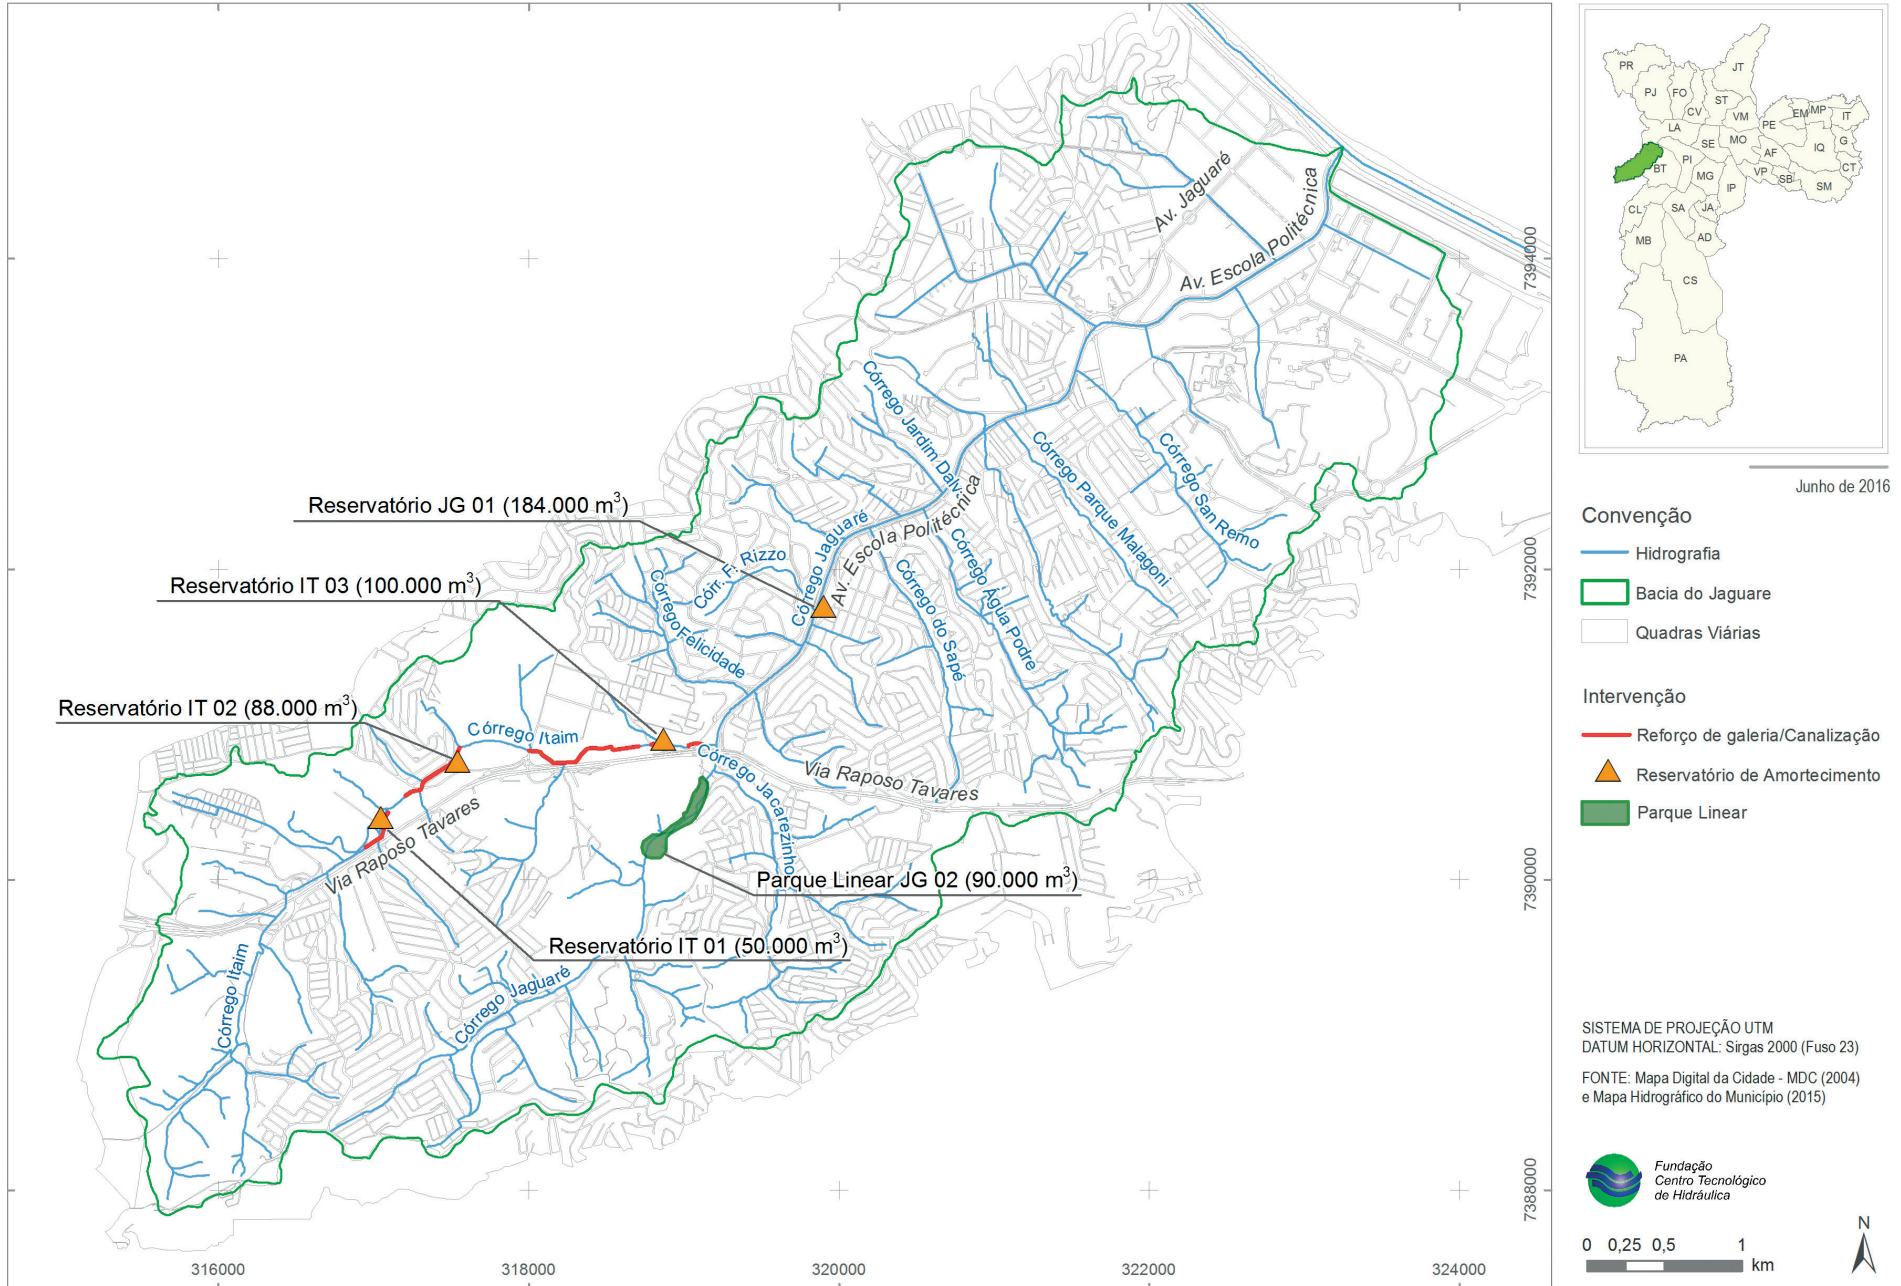 Av. Jaguaré
Av. Escola Politécnica
Córrego Jardim Dalva
Córrego Parque Malagoni
Córrego San Remo
Av. Escola Politécnica
Reservatório JG 01 (184.000 m³)
Córrego Jaguaré
Córr. F. Rizzo
Reservatório IT 03 (100.000 m³)
Córrego Felicidade
Córrego do Sapé
Córrego Água Podre
Reservatório IT 02 (88.000 m³)
Córrego Itaim
Córrego Jacarezinho
Via Raposo Tavares
Via Raposo Tavares
Parque Linear JG 02 (90.000 m³)
Reservatório IT 01 (50.000 m³)
Córrego Itaim
Córrego Jaguaré
7394000
7392000
7390000
7388000
316000
318000
320000
322000
324000
PR
JT
PJ
FO
ST
CV
VM
EM
MP
IT
LA
PE
SE
MO
AF
IQ
G
BT
PI
MG
IP
VP
SB
SM
CT
CL
SA
JA
MB
AD
CS
PA
Junho de 2016
Convenção
Hidrografia
Bacia do Jaguare
Quadras Viárias
Intervenção
Reforço de galeria/Canalização
Reservatório de Amortecimento
Parque Linear
SISTEMA DE PROJEÇÃO UTM
DATUM HORIZONTAL: Sirgas 2000 (Fuso 23)
FONTE: Mapa Digital da Cidade - MDC (2004)
e Mapa Hidrográfico do Município (2015)
Fundação
Centro Tecnológico
de Hidráulica
N
0 0,25 0,5 1
km